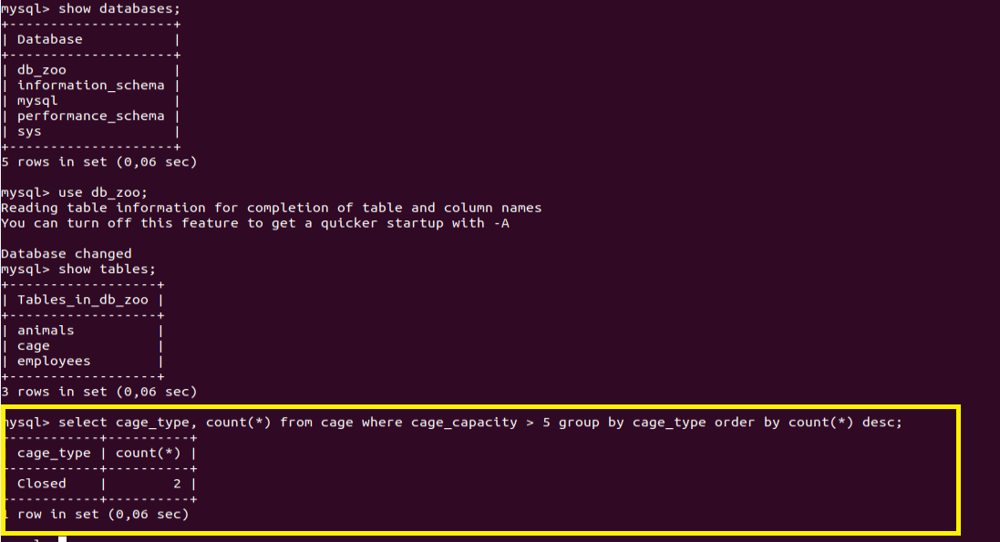 mysql> show databases;
+--------------------+
| Database           |
+--------------------+
| db_zoo             |
| information_schema |
| mysql              |
| performance_schema |
| sys                |
+--------------------+
5 rows in set (0,06 sec)
mysql> use db_zoo;
Reading table information for completion of table and column names
You can turn off this feature to get a quicker startup with -A
Database changed
mysql> show tables;
+------------------+
| Tables_in_db_zoo |
+------------------+
| animals          |
| cage             |
| employees        |
+------------------+
3 rows in set (0,06 sec)
mysql> select cage_type, count(*) from cage where cage_capacity > 5 group by cage_type order by count(*) desc;
-----------+----------+
cage_type | count(*) |
-----------+----------+
Closed    |        2 |
-----------+----------+
1 row in set (0,06 sec)